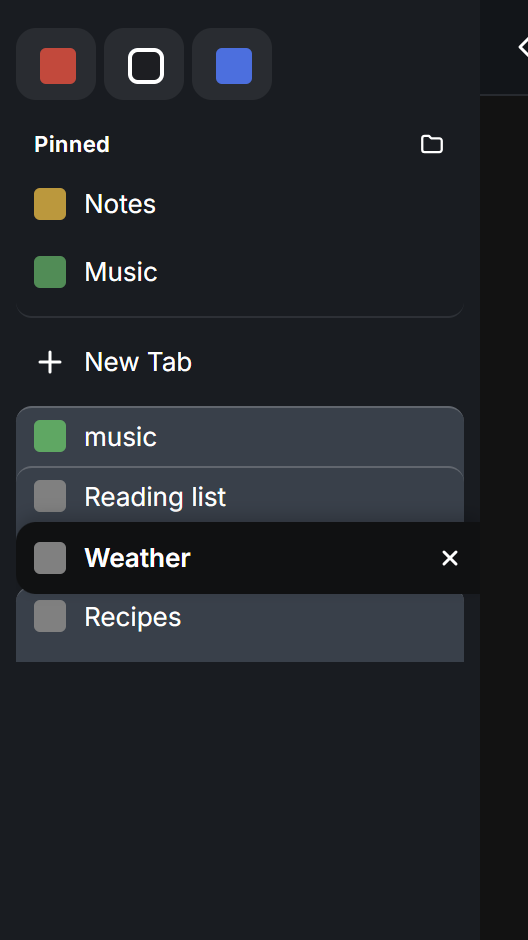 Pinned
Notes
Music
New Tab
music
Reading list
Weather
Recipes